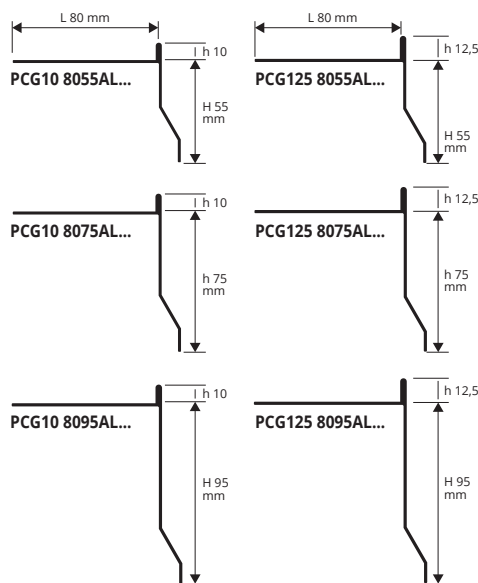 L 80 mm
h 10
PCG10 8055AL...
H 55
mm
L 80 mm
h 12,5
PCG125 8055AL...
H 55
mm
h 10
PCG10 8075AL...
h 75
mm
h 12,5
PCG125 8075AL...
h 75
mm
h 10
PCG10 8095AL...
H 95
mm
h 12,5
PCG125 8095AL...
H 95
mm